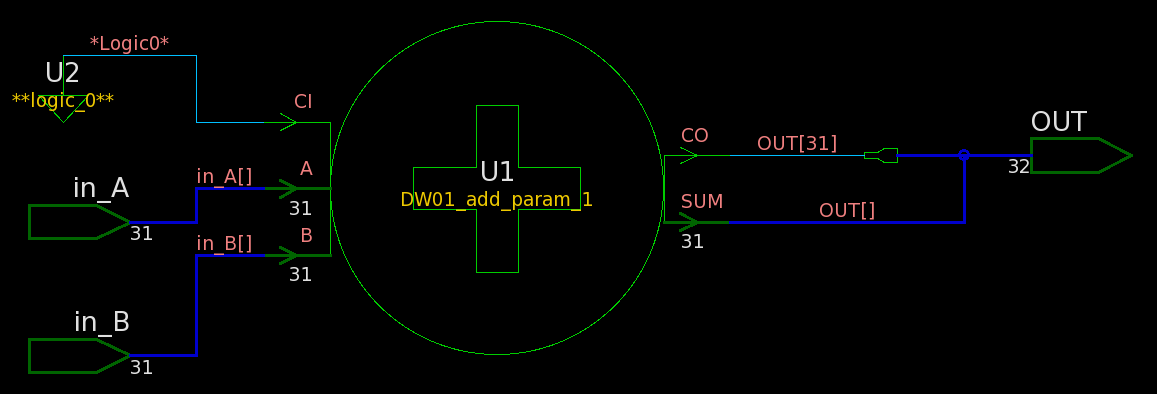 *Logic0*
U2
**logic_0**
CI
in_A[]
A
31
in_A
31
in_B[]
B
31
in_B
31
U1
DW01_add_param_1
CO
OUT[31]
OUT
32
SUM
OUT[]
31